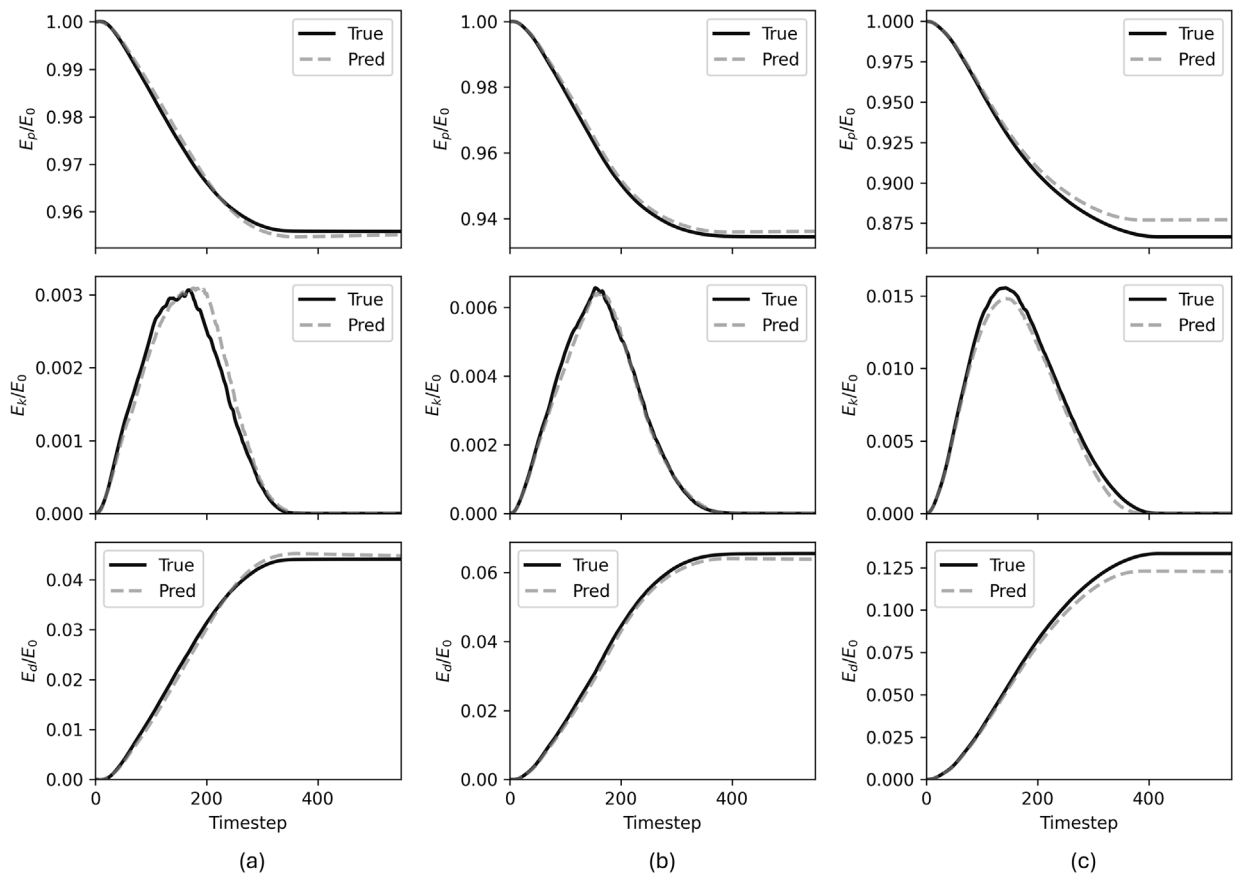 1.00
0.99
0.98
0.97
0.96
E_p/E_0
True
Pred
1.00
0.98
0.96
0.94
E_p/E_0
True
Pred
1.000
0.975
0.950
0.925
0.900
0.875
E_p/E_0
True
Pred
0.003
0.002
0.001
0.000
E_k/E_0
True
Pred
0.006
0.004
0.002
0.000
E_k/E_0
True
Pred
0.015
0.010
0.005
0.000
E_k/E_0
True
Pred
0.04
0.03
0.02
0.01
0.00
E_d/E_0
True
Pred
0 200 400
Timestep
0.06
0.04
0.02
0.00
E_d/E_0
True
Pred
0 200 400
Timestep
0.125
0.100
0.075
0.050
0.025
0.000
E_d/E_0
True
Pred
0 200 400
Timestep
(a)
(b)
(c)